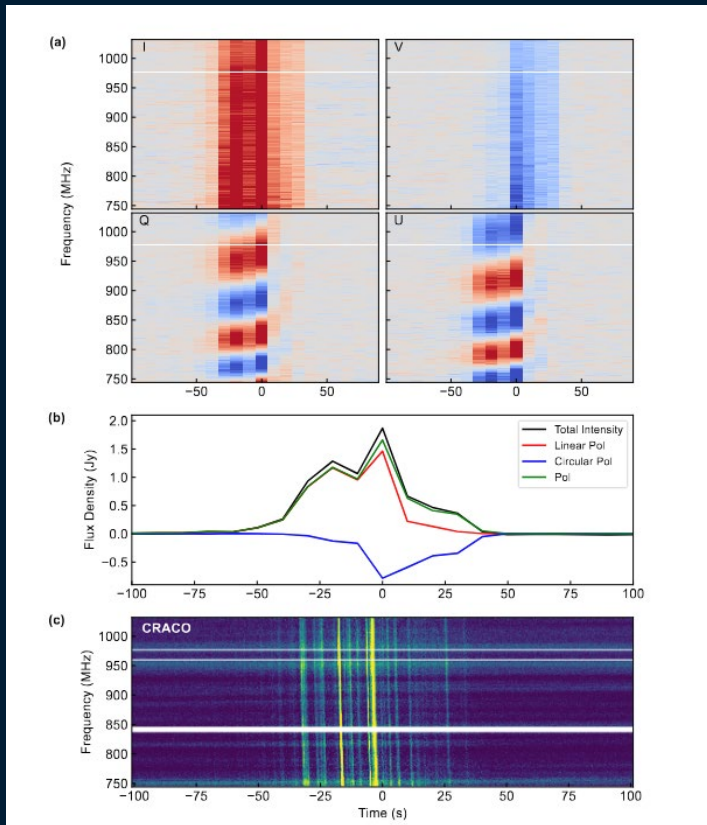 (a)
I
V
1000
950
900
850
800
750
Q
U
1000
950
900
850
800
750
Frequency (MHz)
−50 0 50
−50 0 50
(b)
2.0
1.5
1.0
0.5
0.0
−0.5
Flux Density (Jy)
Total Intensity
Linear Pol
Circular Pol
Pol
−100 −75 −50 −25 0 25 50 75 100
(c)
CRACO
1000
950
900
850
800
750
Frequency (MHz)
−100 −75 −50 −25 0 25 50 75 100
Time (s)